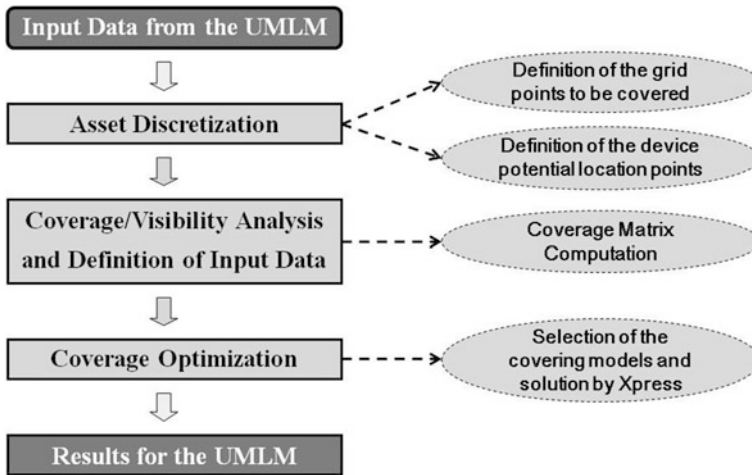 Input Data from the UMLM
Asset Discretization
Definition of the grid
points to be covered
Definition of the device
potential location points
Coverage/Visibility Analysis
and Definition of Input Data
Coverage Matrix
Computation
Coverage Optimization
Selection of the
covering models and
solution by Xpress
Results for the UMLM